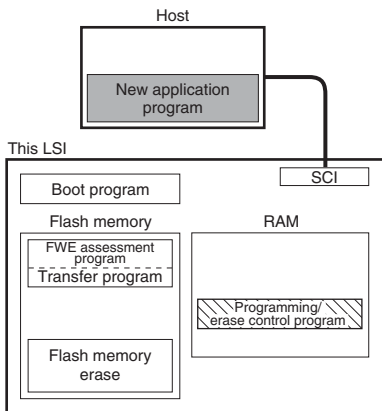 Host
New application
program
This LSI
SCI
Boot program
Flash memory
RAM
FWE assessment
program
Transfer program
Programming/
erase control program
Flash memory
erase